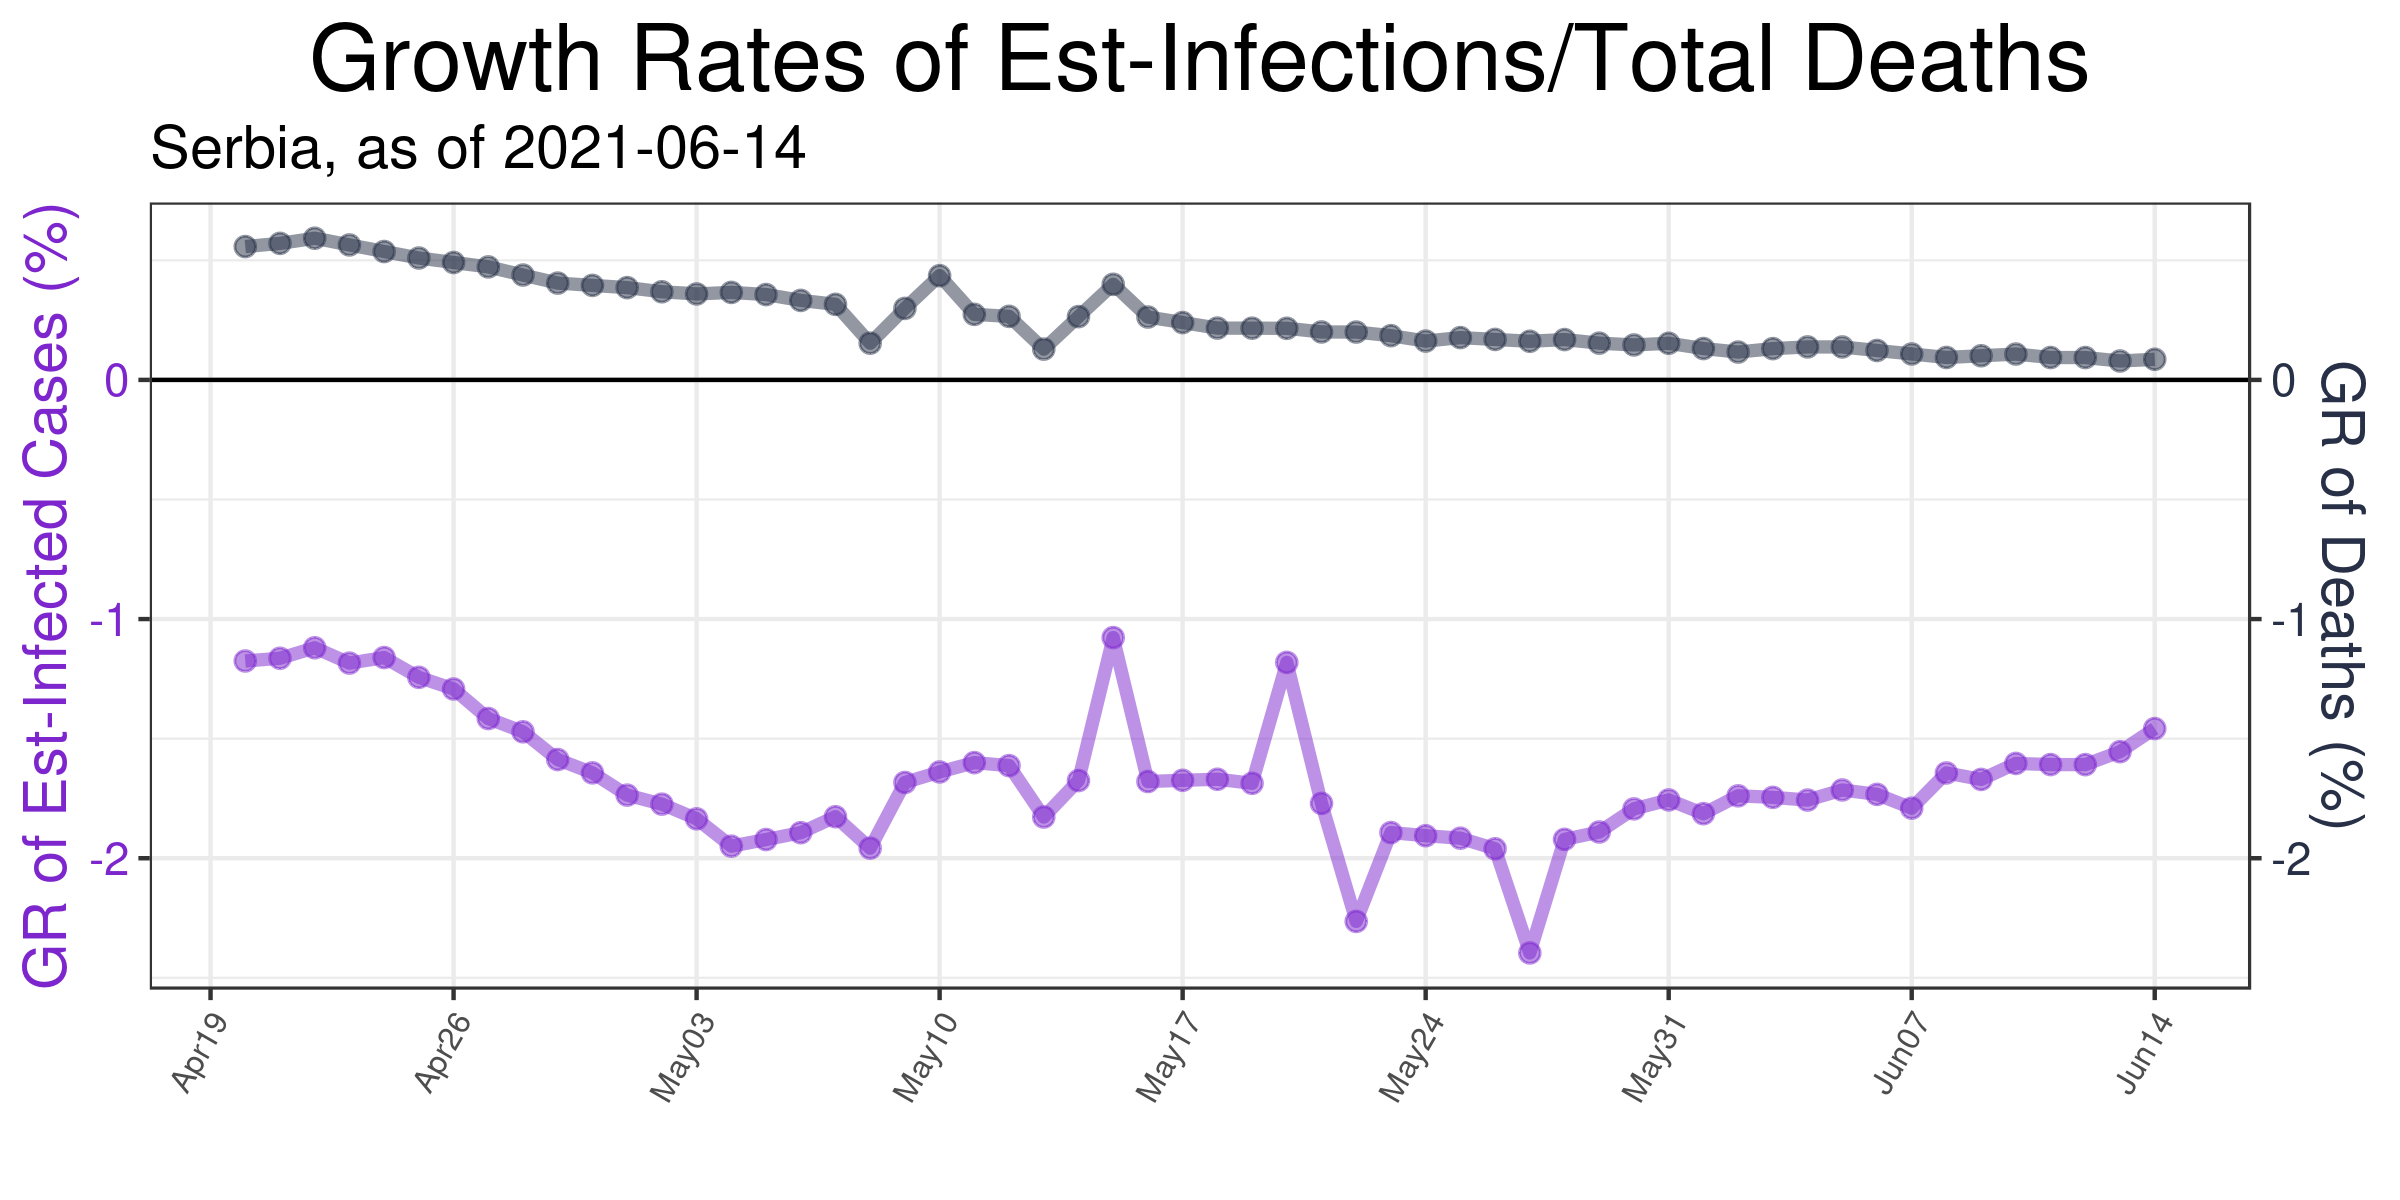 Growth Rates of Est-Infections/Total Deaths
Serbia, as of 2021-06-14
GR of Est-Infected Cases (%)
0
-1
-2
0
-1
-2
GR of Deaths (%)
Apr19
Apr26
May03
May10
May17
May24
May31
Jun07
Jun14